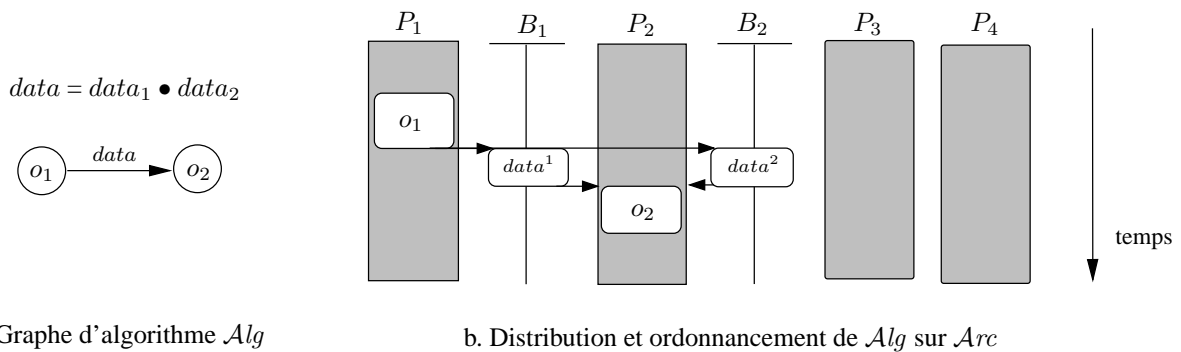 P₁ B₁ P₂ B₂ P₃ P₄
data = data₁ • data₂
o₁ data o₂
o₁
data¹ data²
o₂
temps
Graphe d'algorithme Alg
b. Distribution et ordonnancement de Alg sur Arc